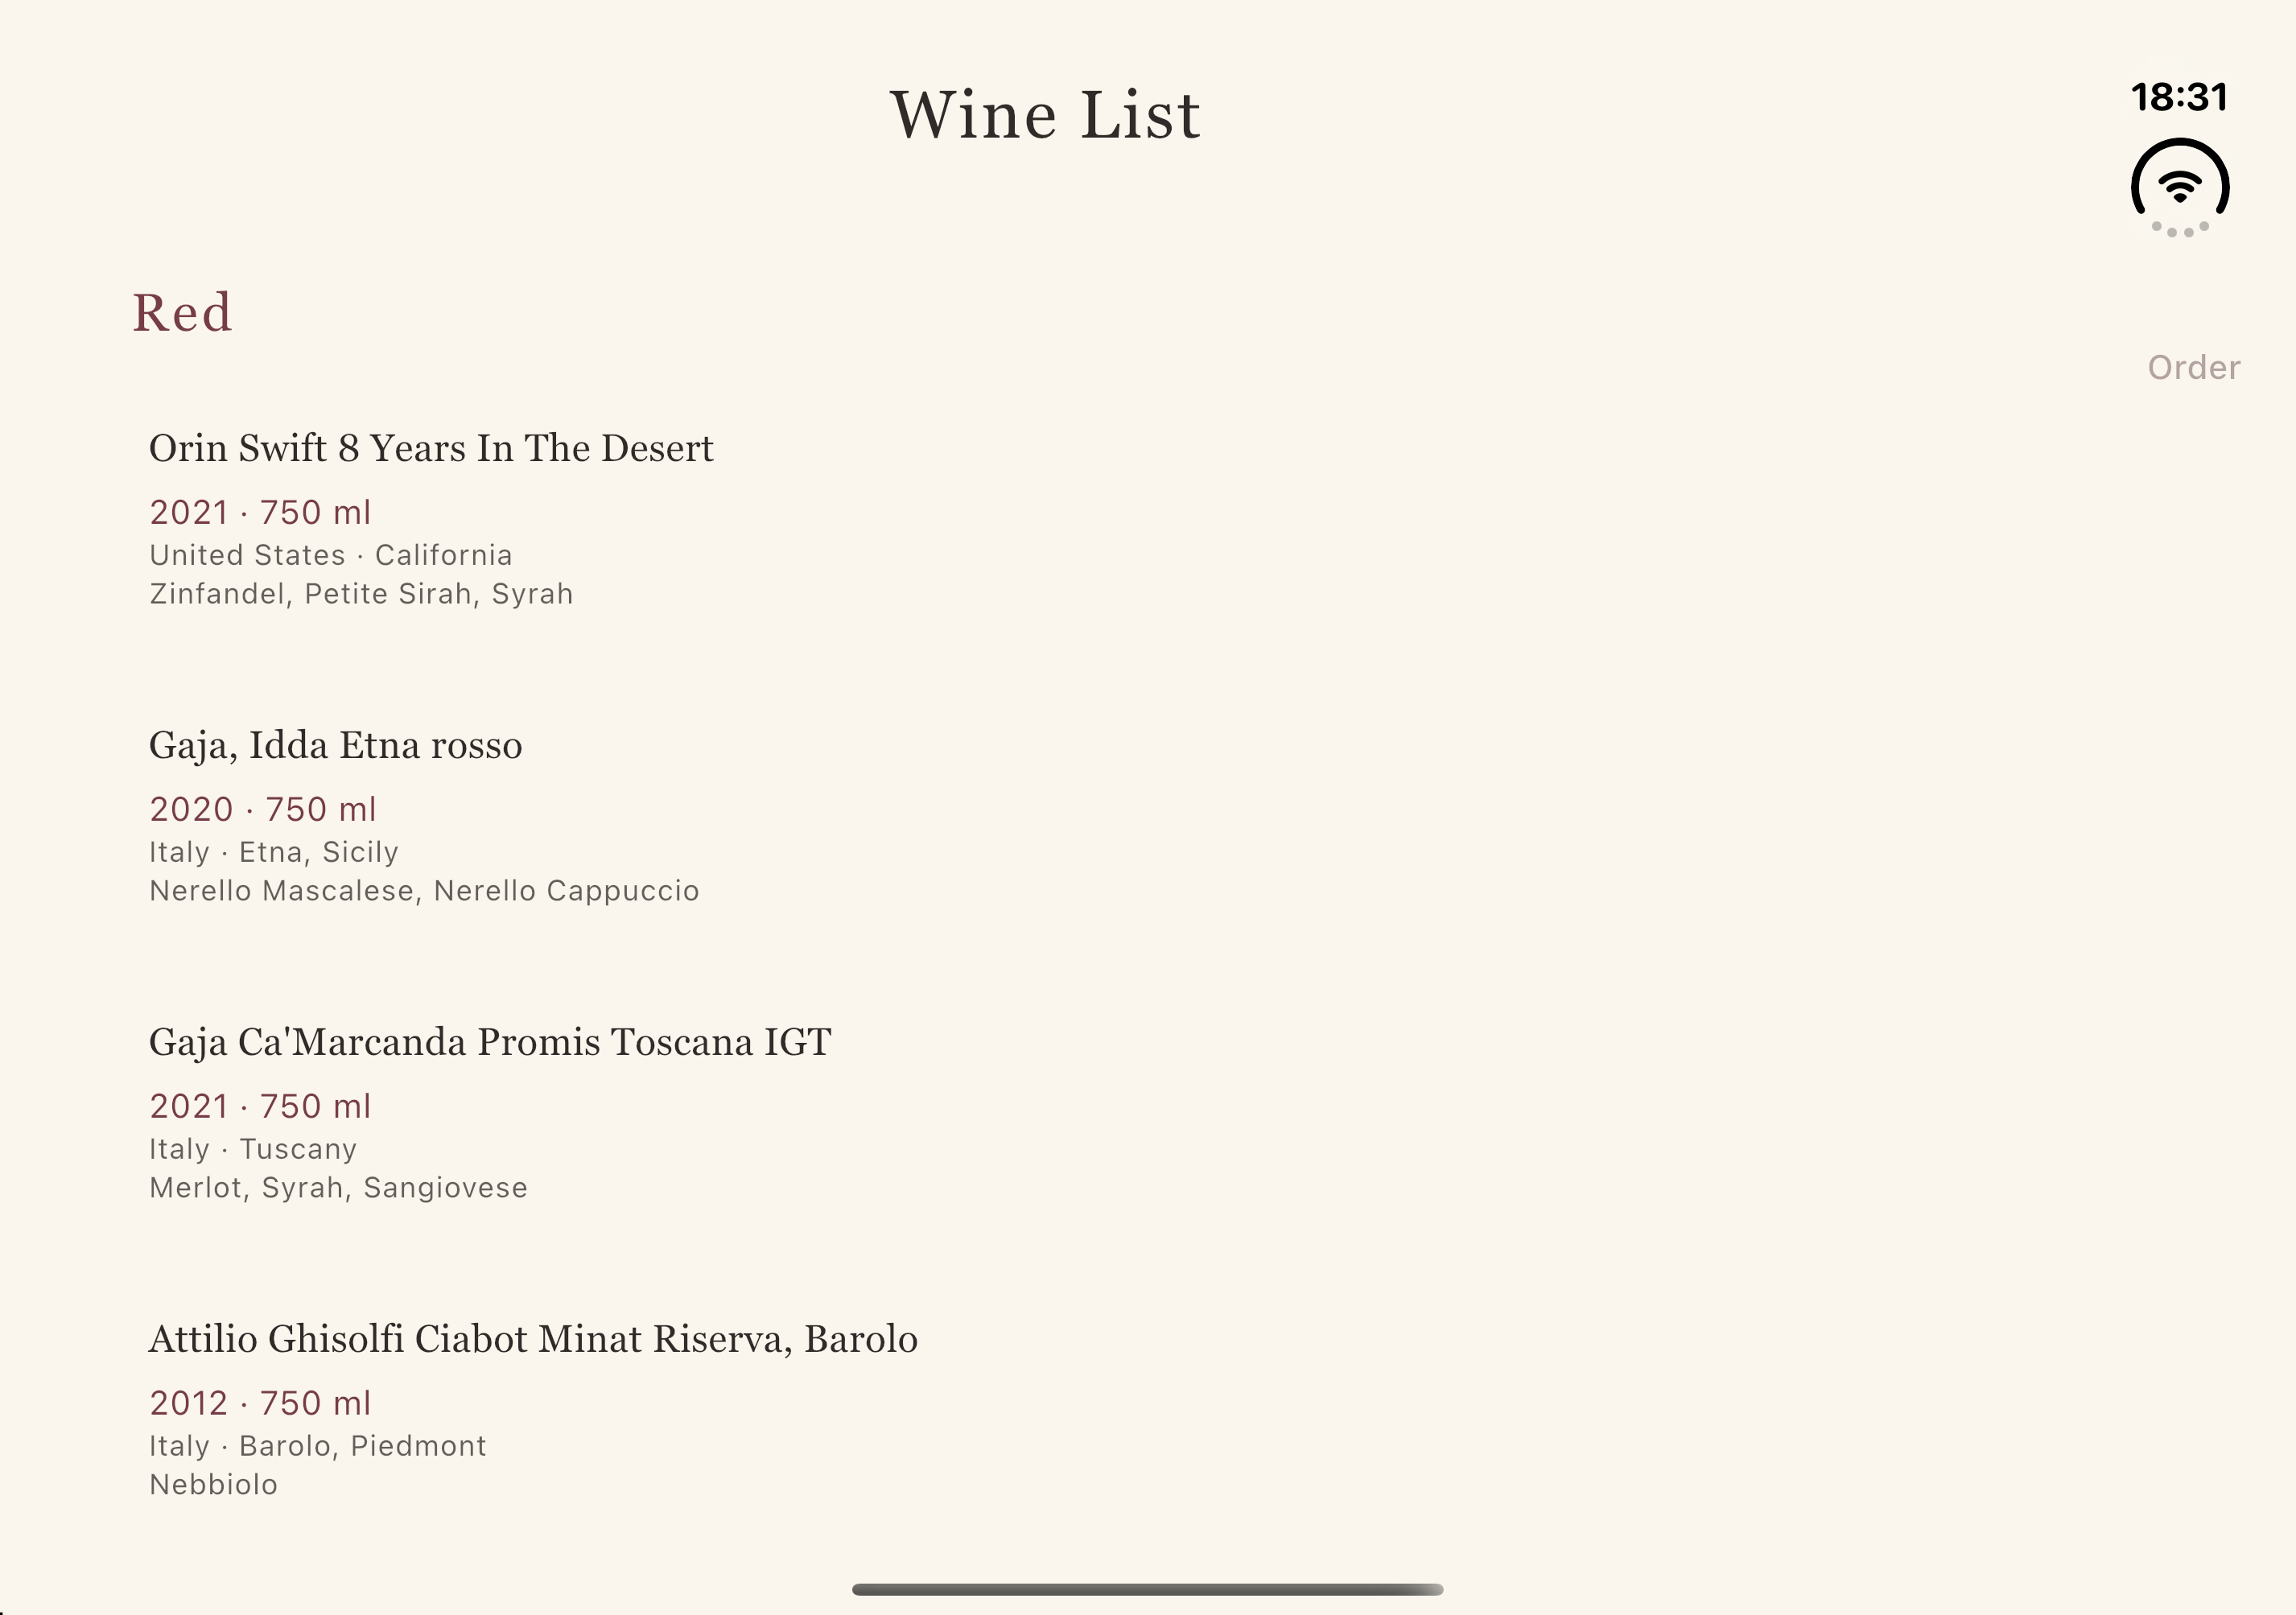 Wine List
18:31
Red
Order
Orin Swift 8 Years In The Desert
2021 · 750 ml
United States · California
Zinfandel, Petite Sirah, Syrah
Gaja, Idda Etna rosso
2020 · 750 ml
Italy · Etna, Sicily
Nerello Mascalese, Nerello Cappuccio
Gaja Ca'Marcanda Promis Toscana IGT
2021 · 750 ml
Italy · Tuscany
Merlot, Syrah, Sangiovese
Attilio Ghisolfi Ciabot Minat Riserva, Barolo
2012 · 750 ml
Italy · Barolo, Piedmont
Nebbiolo